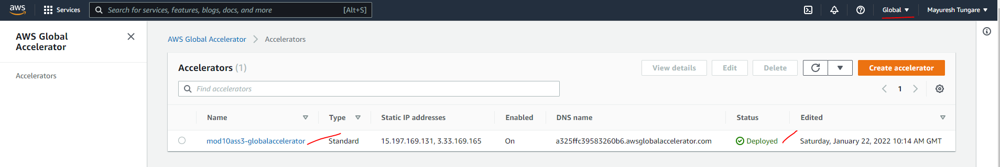 aws Services Search for services, features, blogs, docs, and more [Alt+S] Global Mayuresh Tungare
AWS Global
Accelerator
Accelerators
AWS Global Accelerator Accelerators
Accelerators (1) View details Edit Delete Create accelerator
Find accelerators 1
Name Type Static IP addresses Enabled DNS name Status Edited
mod10ass3-globalaccelerator Standard 15.197.169.131, 3.33.169.165 On a325ffc39583260b6.awsglobalaccelerator.com Deployed Saturday, January 22, 2022 10:14 AM GMT